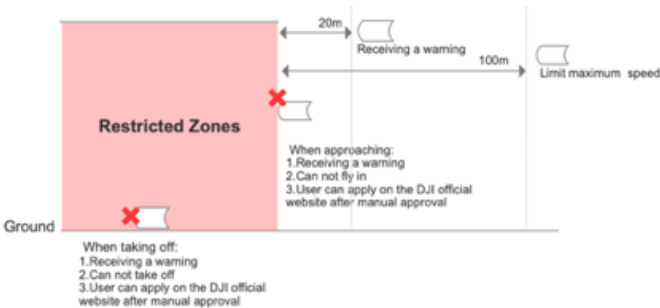 20m
Receiving a warning
100m
Limit maximum speed
Restricted Zones
When approaching:
1.Receiving a warning
2.Can not fly in
3.User can apply on the DJI official
website after manual approval
Ground
When taking off:
1.Receiving a warning
2.Can not take off
3.User can apply on the DJI official
website after manual approval